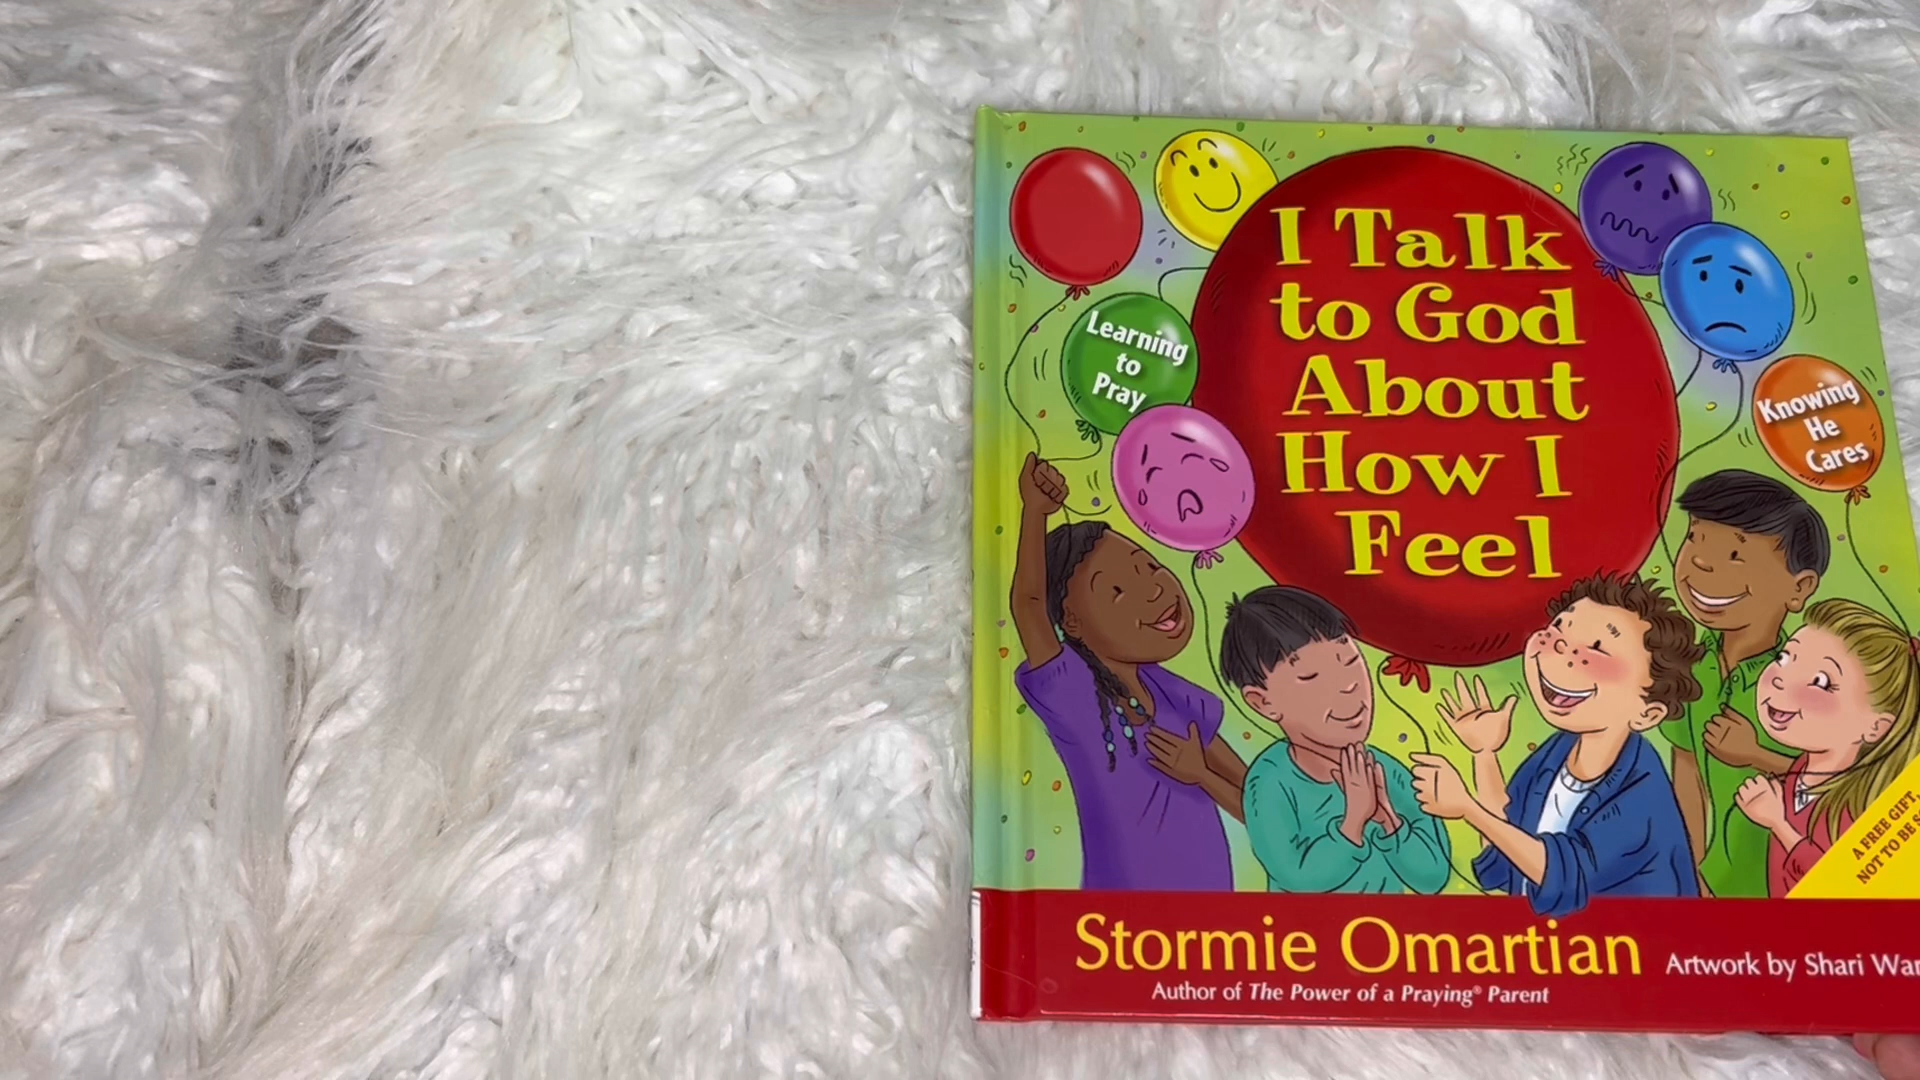 I Talk
to God
About
How I
Feel
Learning
to
Pray
Knowing
He
Cares
A FREE GIFT,
NOT TO BE
Stormie Omartian
Artwork by Shari
Author of The Power of a Praying® Parent